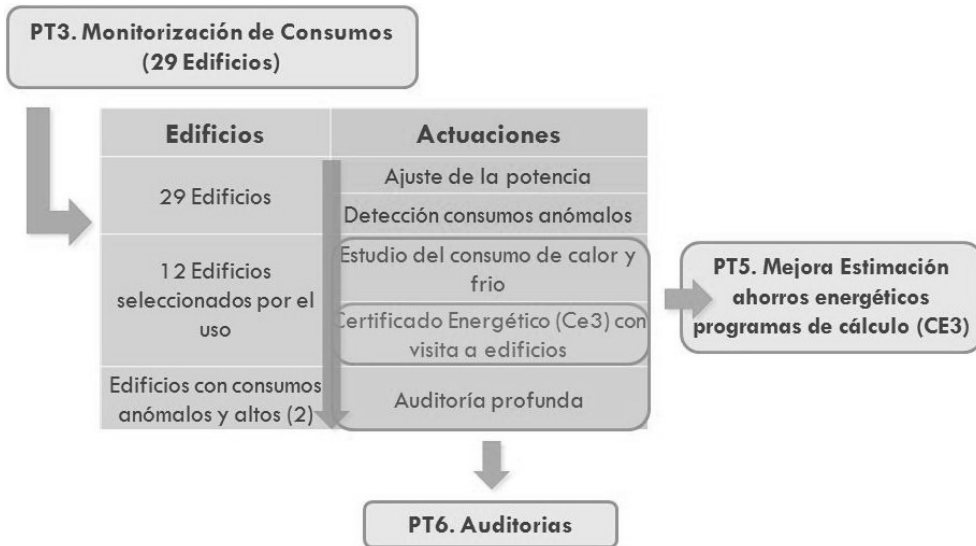 PT3. Monitorización de Consumos
(29 Edificios)
Edificios
Actuaciones
29 Edificios
Ajuste de la potencia
Detección consumos anómalos
12 Edificios
seleccionados por el
uso
Estudio del consumo de calor y
frio
Certificado Energético (Ce3) con
visita a edificios
Edificios con consumos
anómalos y altos (2)
Auditoría profunda
PT5. Mejora Estimación
ahorros energéticos
programas de cálculo (CE3)
PT6. Auditorias